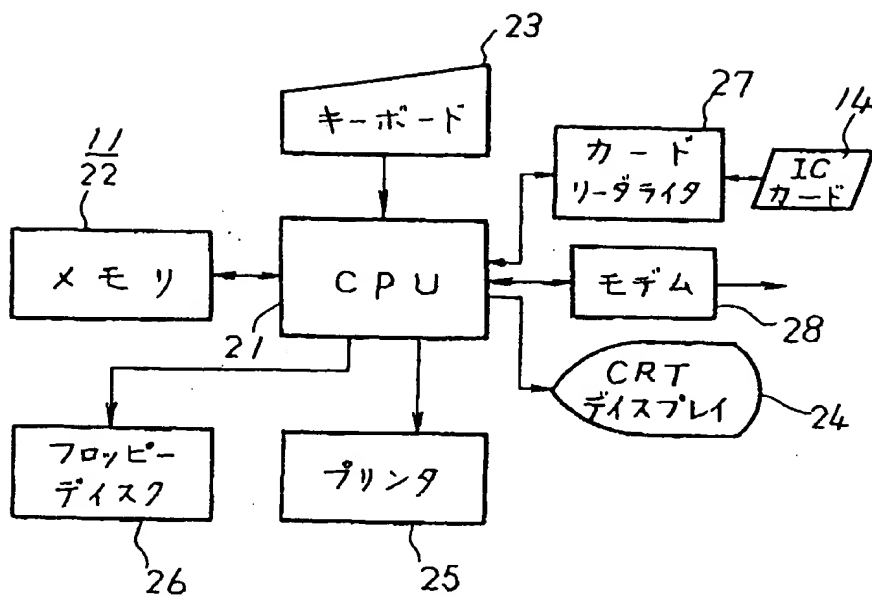 23
キーボード
27
カード
リーダライタ
14
IC
カード
11
22
メモリ
CPU
21
モデム
28
CRT
ディスプレイ
24
フロッピー
ディスク
26
プリンタ
25